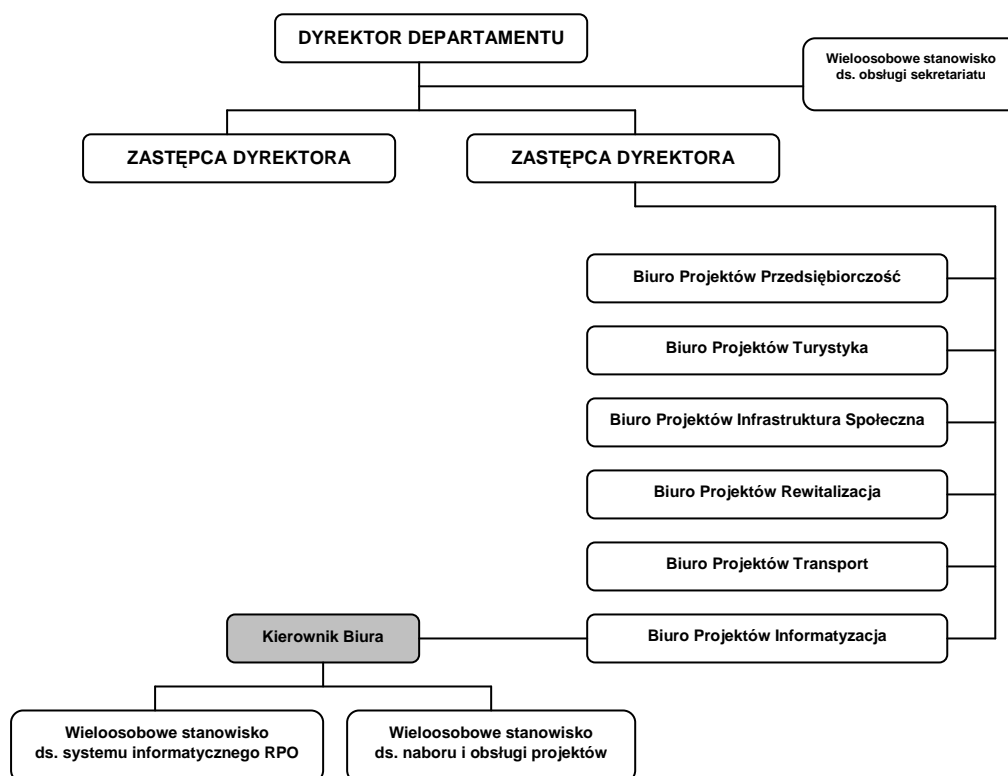 DYREKTOR DEPARTAMENTU
Wieloosobowe stanowisko
ds. obsługi sekretariatu
ZASTĘPCA DYREKTORA
ZASTĘPCA DYREKTORA
Biuro Projektów Przedsiębiorczość
Biuro Projektów Turystyka
Biuro Projektów Infrastruktura Społeczna
Biuro Projektów Rewitalizacja
Biuro Projektów Transport
Kierownik Biura
Biuro Projektów Informatyzacja
Wieloosobowe stanowisko
ds. systemu informatycznego RPO
Wieloosobowe stanowisko
ds. naboru i obsługi projektów